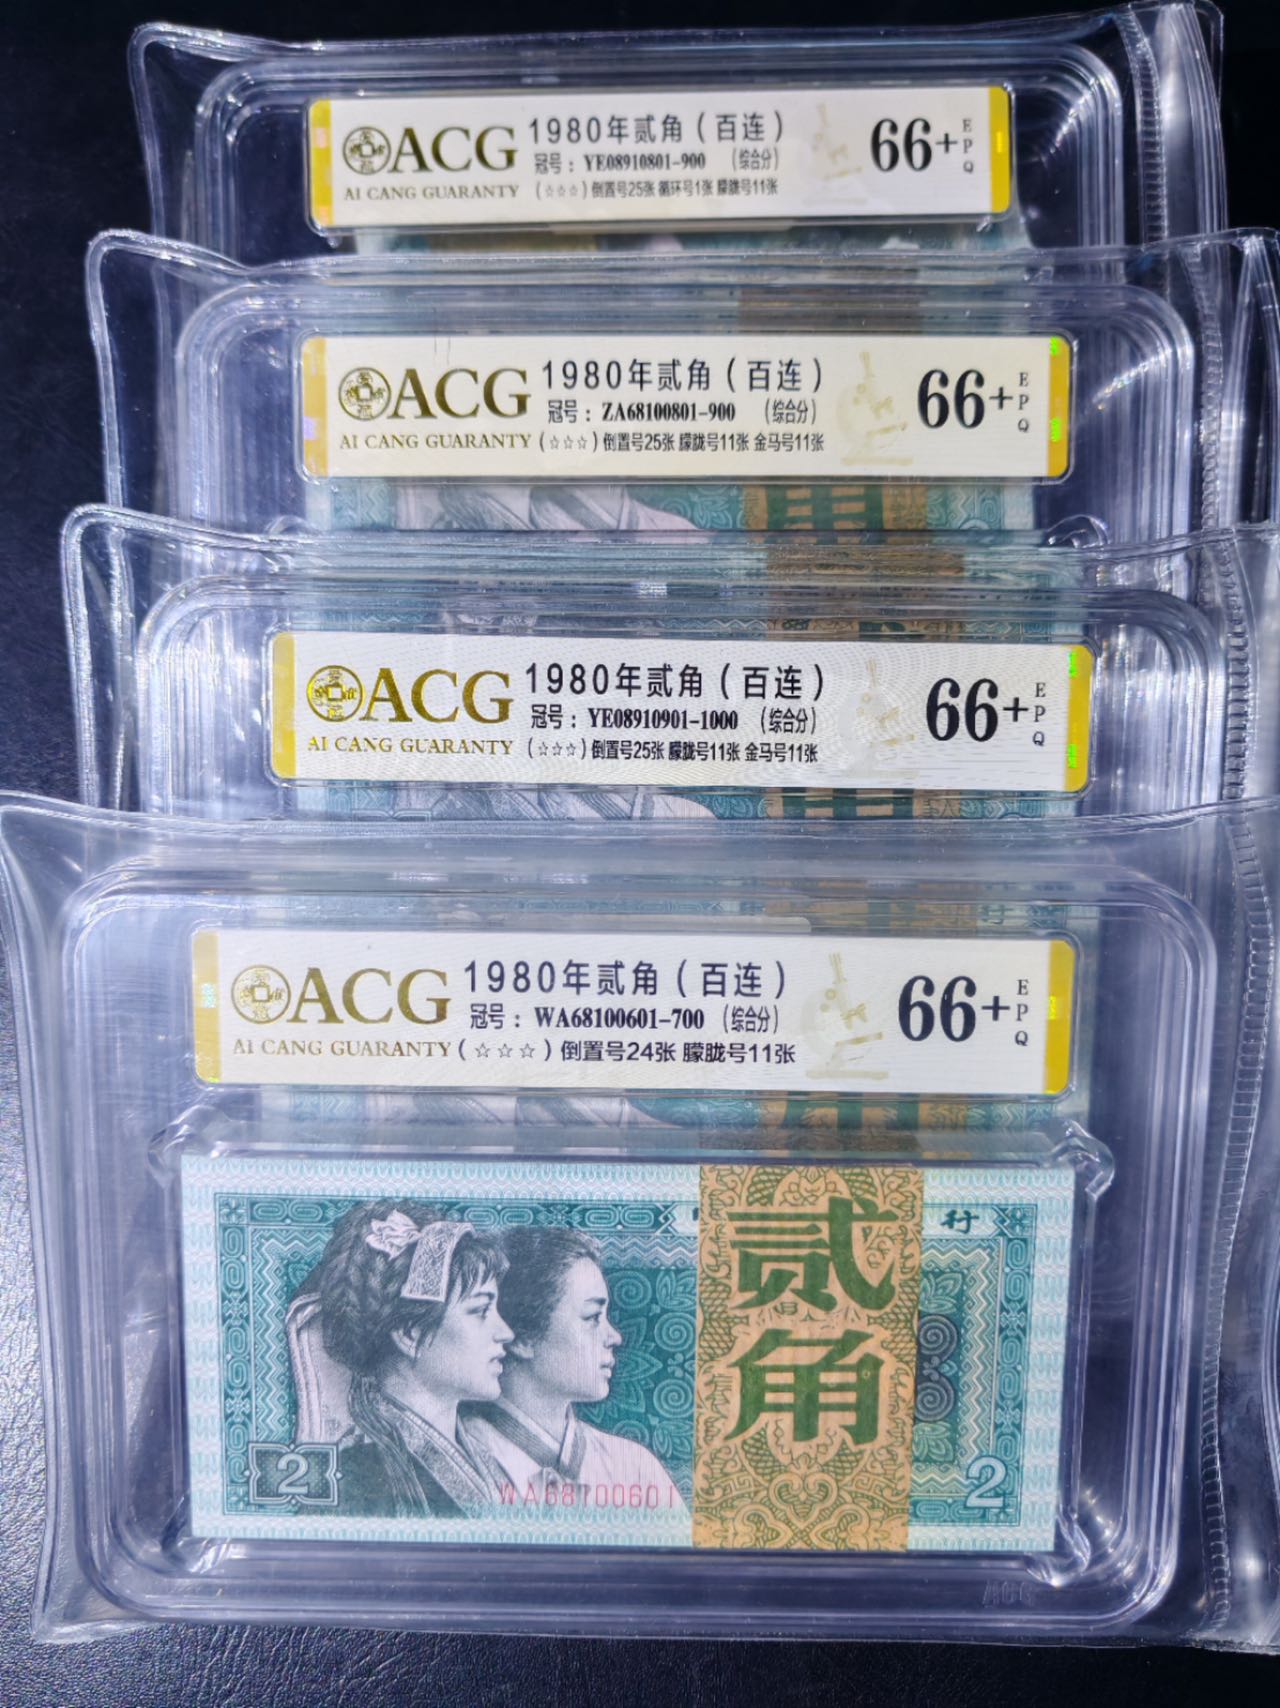 ACG 1980年贰角（百连）
冠号：YE08910801-900 （综合分） 66+ EPQ
AI CANG GUARANTY （☆☆☆）倒置号25张 循环号1张 朦胧号11张
ACG 1980年贰角（百连）
冠号：ZA68100801-900 （综合分） 66+ EPQ
AI CANG GUARANTY （☆☆☆）倒置号25张 朦胧号11张 金马号11张
角
ACG 1980年贰角（百连）
冠号：YE08910901-1000 （综合分） 66+ EPQ
AI CANG GUARANTY （☆☆☆）倒置号25张 朦胧号11张 金马号11张
ACG 1980年贰角（百连）
冠号：WA68100601-700 （综合分） 66+ EPQ
AI CANG GUARANTY （☆☆☆）倒置号24张 朦胧号11张
行
贰角
2
WA68100601
2
ACG